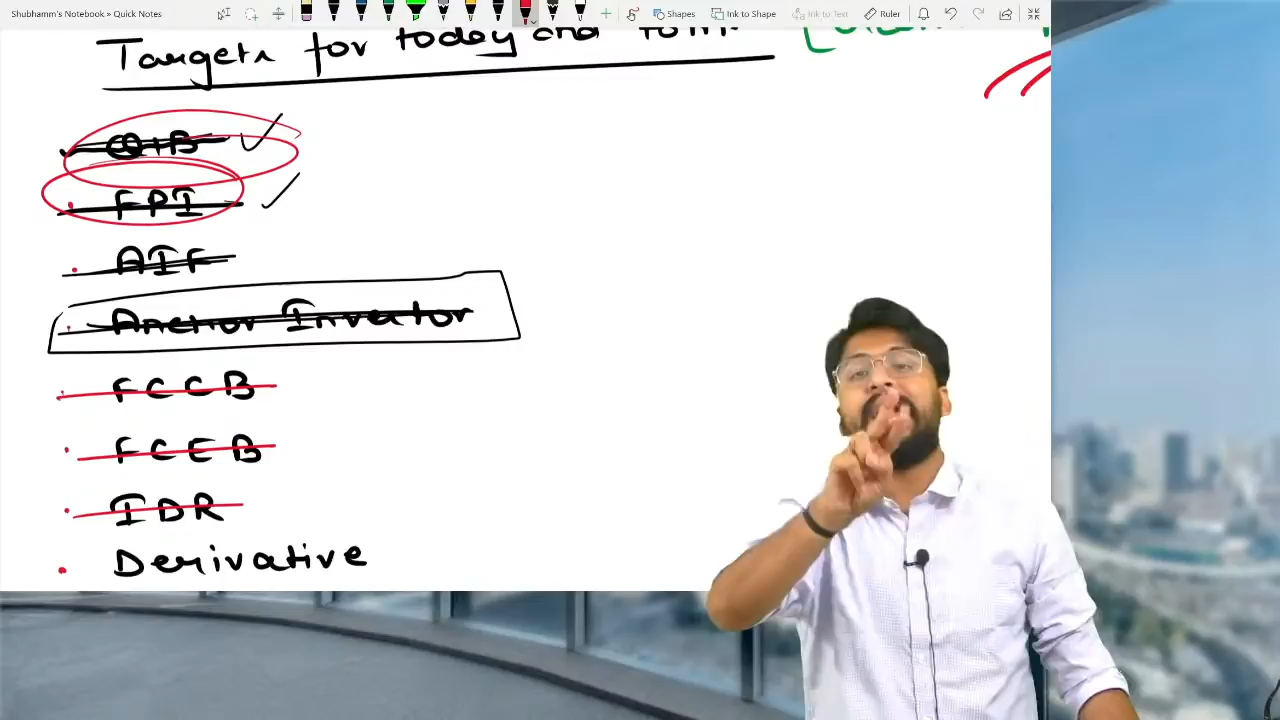 Shubhamm's Notebook » Quick Notes
Shapes
Ink to Shape
Ink to Text
Ruler
Targets for today and
QIB
FPI
AIF
Anchor Invertor
FCCB
FCEB
IDR
Derivative